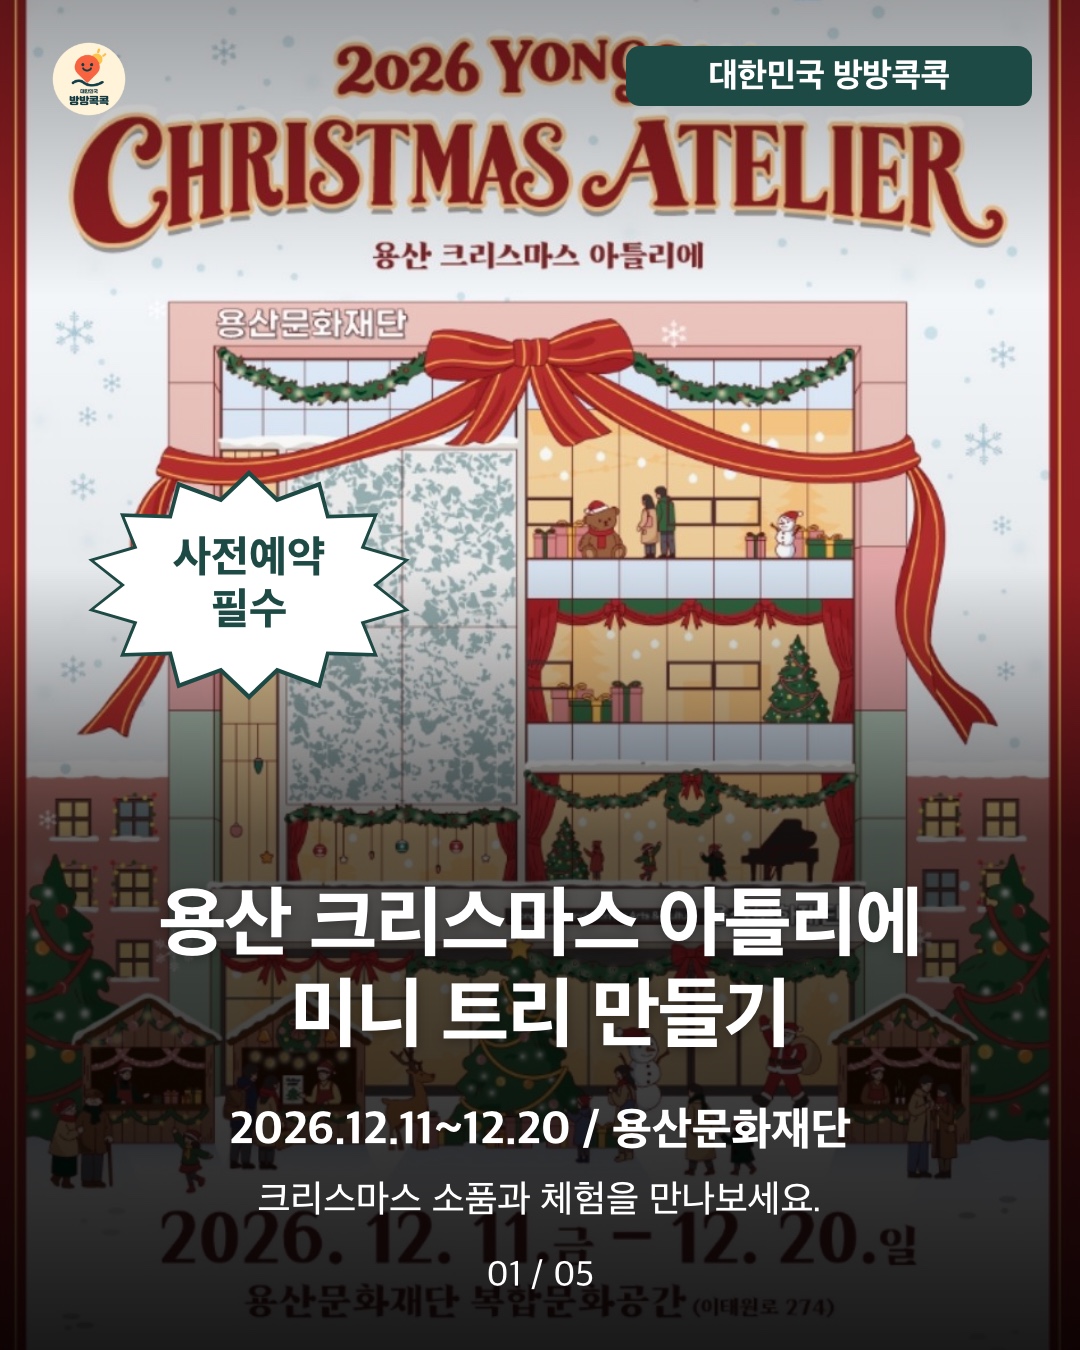 2026 YONG
대한민국 방방콕콕
대한민국
방방콕콕
CHRISTMAS ATELIER
용산 크리스마스 아틀리에
용산문화재단
사전예약
필수
용산 크리스마스 아틀리에
미니 트리 만들기
2026.12.11~12.20 / 용산문화재단
크리스마스 소품과 체험을 만나보세요.
2026. 12. 11.금 – 12. 20.일
01 / 05
용산문화재단 복합문화공간 (이태원로 274)